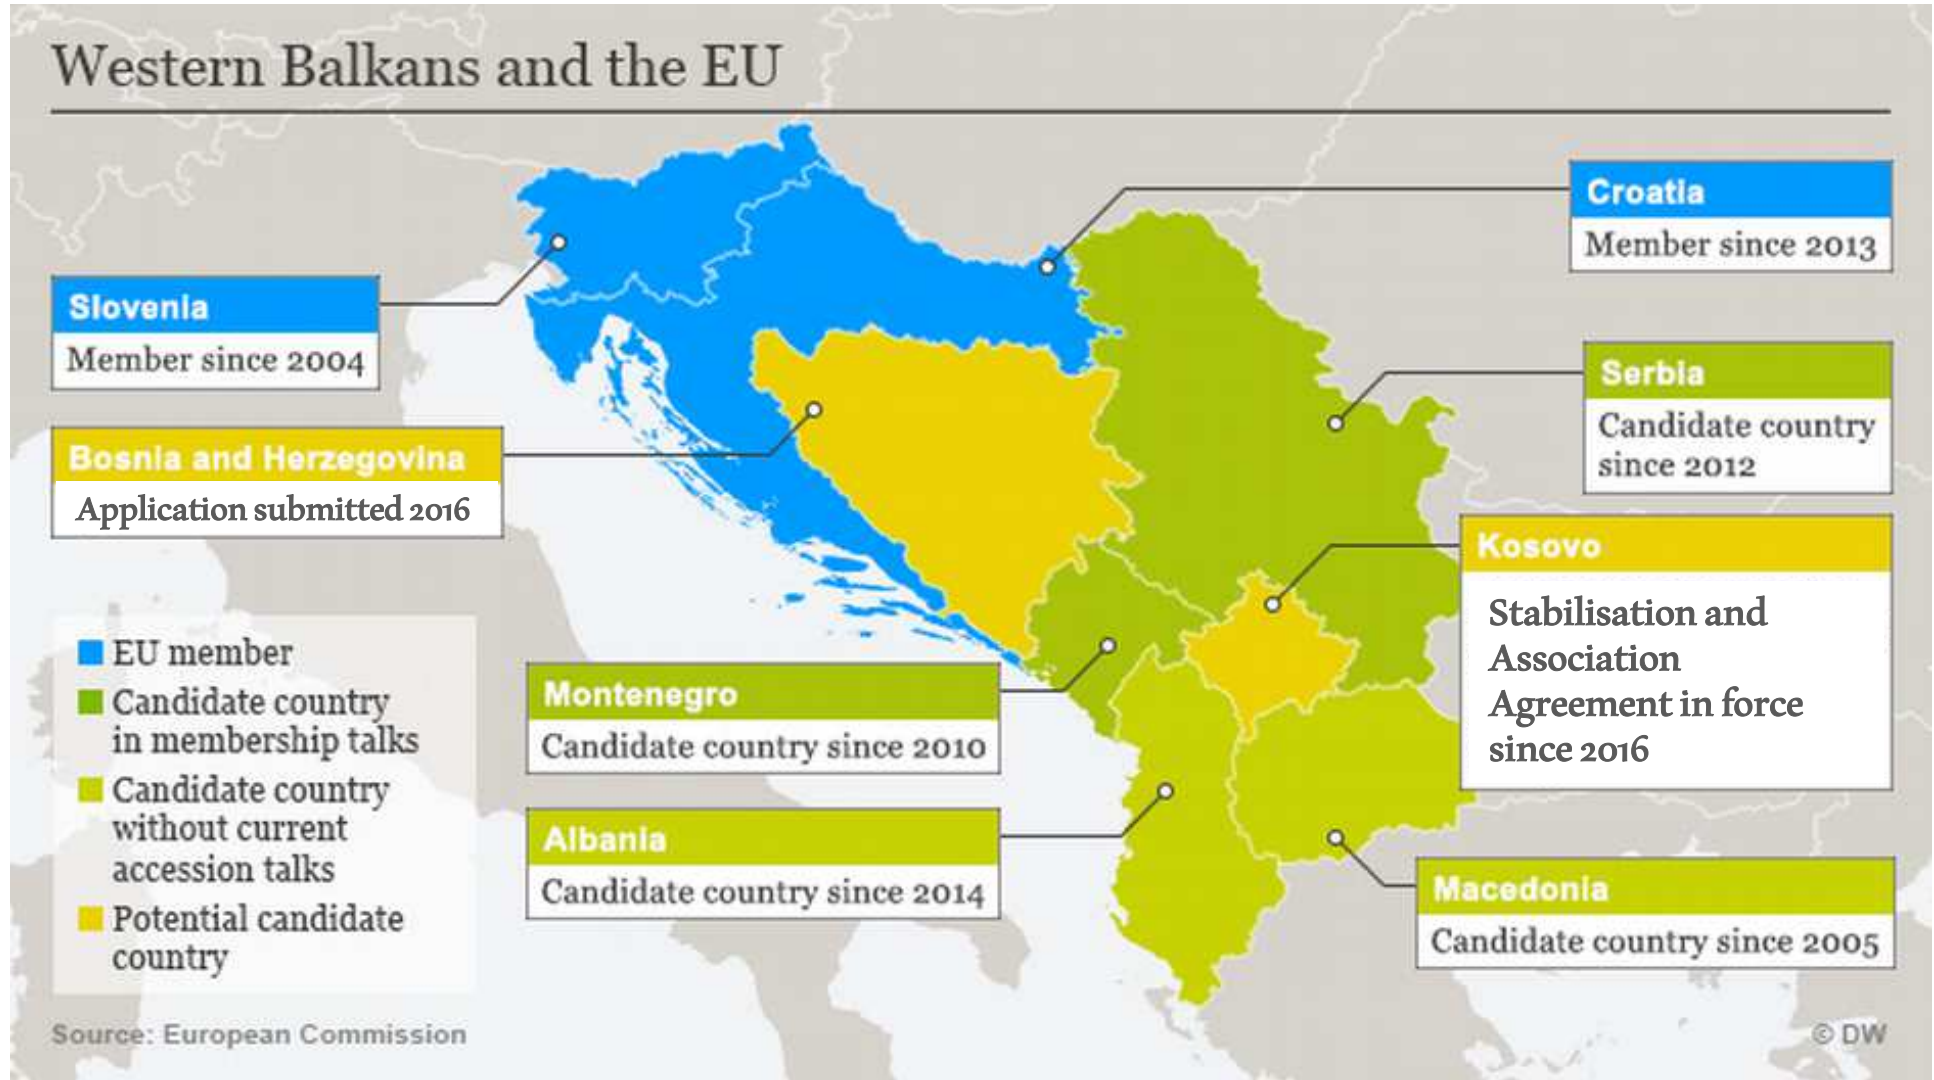 Western Balkans and the EU
Croatia
Member since 2013
Slovenia
Member since 2004
Serbia
Candidate country
since 2012
Bosnia and Herzegovina
Application submitted 2016
Kosovo
Stabilisation and
Association
Agreement in force
since 2016
EU member
Candidate country
in membership talks
Candidate country
without current
accession talks
Potential candidate
country
Montenegro
Candidate country since 2010
Albania
Candidate country since 2014
Macedonia
Candidate country since 2005
Source: European Commission
© DW